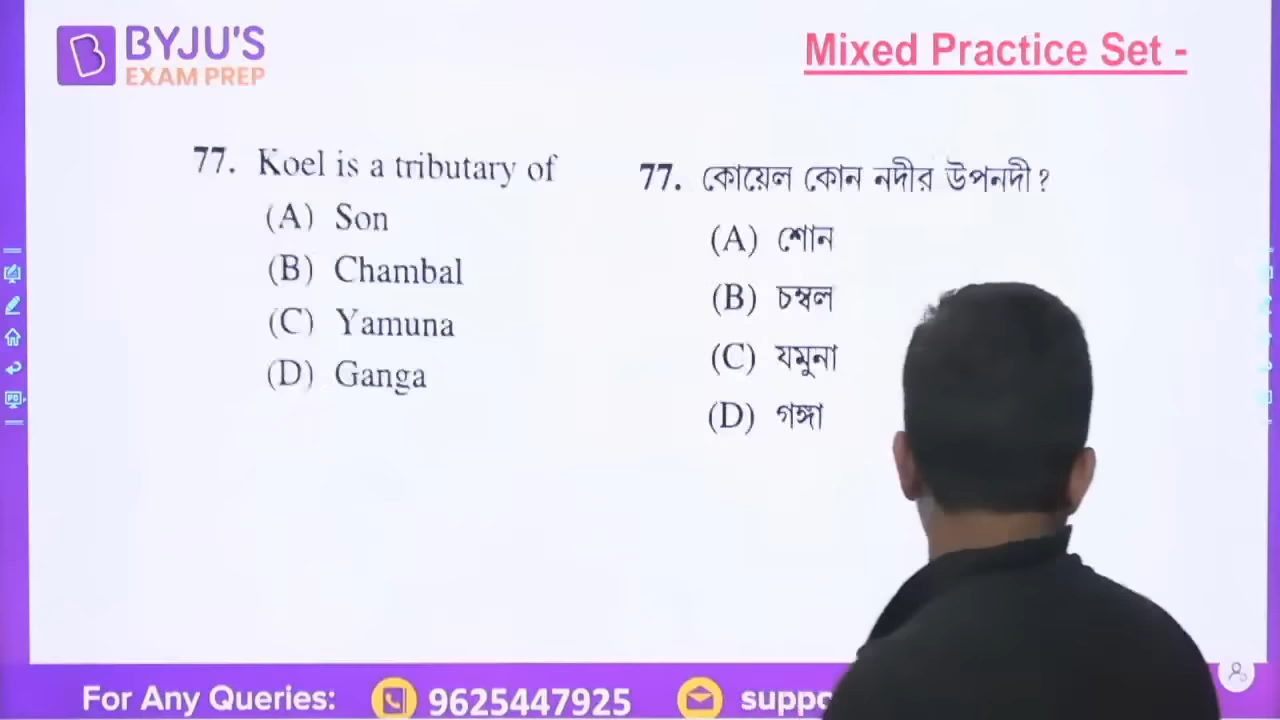 BYJU'S
EXAM PREP
Mixed Practice Set -
77. Koel is a tributary of
(A) Son
(B) Chambal
(C) Yamuna
(D) Ganga
77. কোয়েল কোন নদীর উপনদী?
(A) শোন
(B) চম্বল
(C) যমুনা
(D) গঙ্গা
For Any Queries: 9625447925 suppo